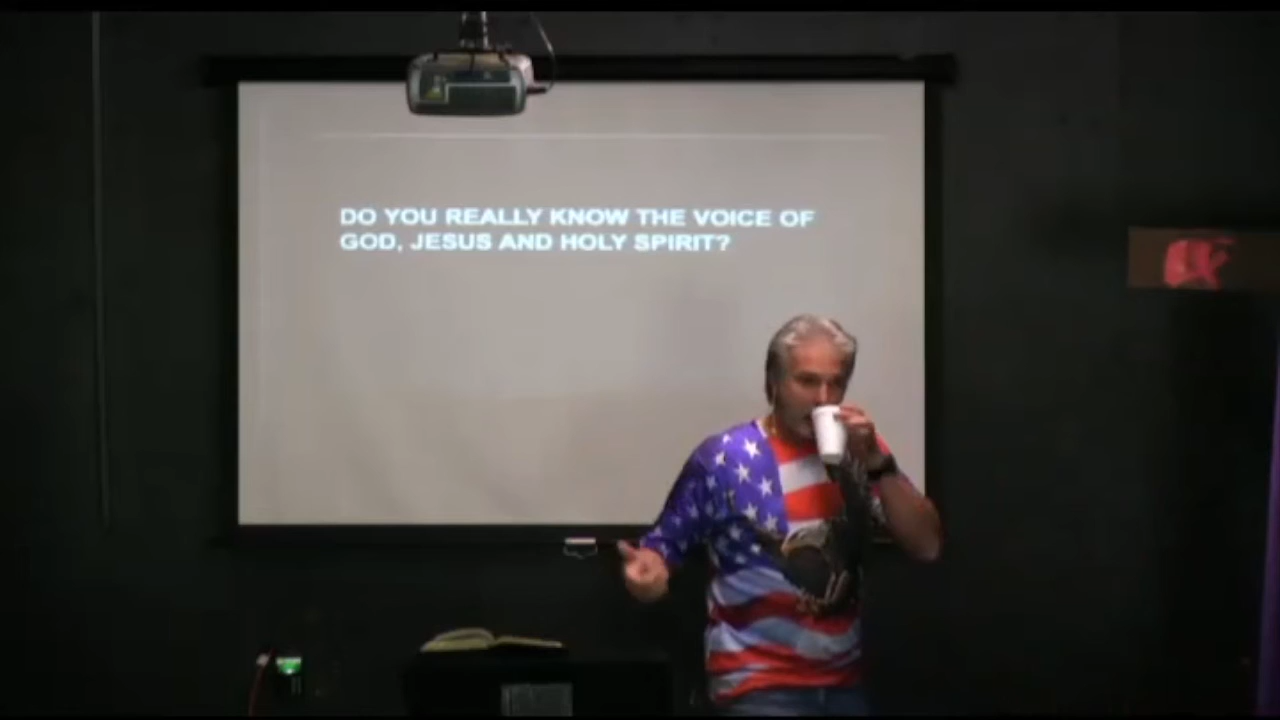 DO YOU REALLY KNOW THE VOICE OF
GOD, JESUS AND HOLY SPIRIT?